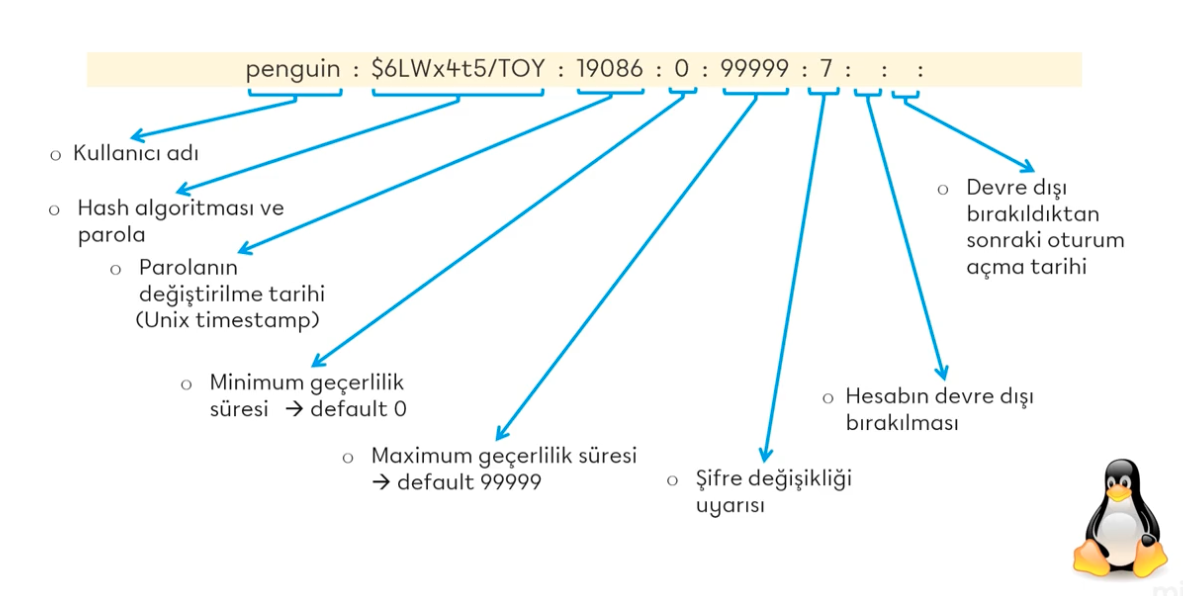 penguin : $6LWx4t5/TOY : 19086 : 0 : 99999 : 7 : : :
o Kullanıcı adı
o Hash algoritması ve
parola
o Parolanın
değiştirilme tarihi
(Unix timestamp)
o Minimum geçerlilik
süresi → default 0
o Maximum geçerlilik süresi
→ default 99999
o Şifre değişikliği
uyarısı
o Hesabın devre dışı
bırakılması
o Devre dışı
bırakıldıktan
sonraki oturum
açma tarihi